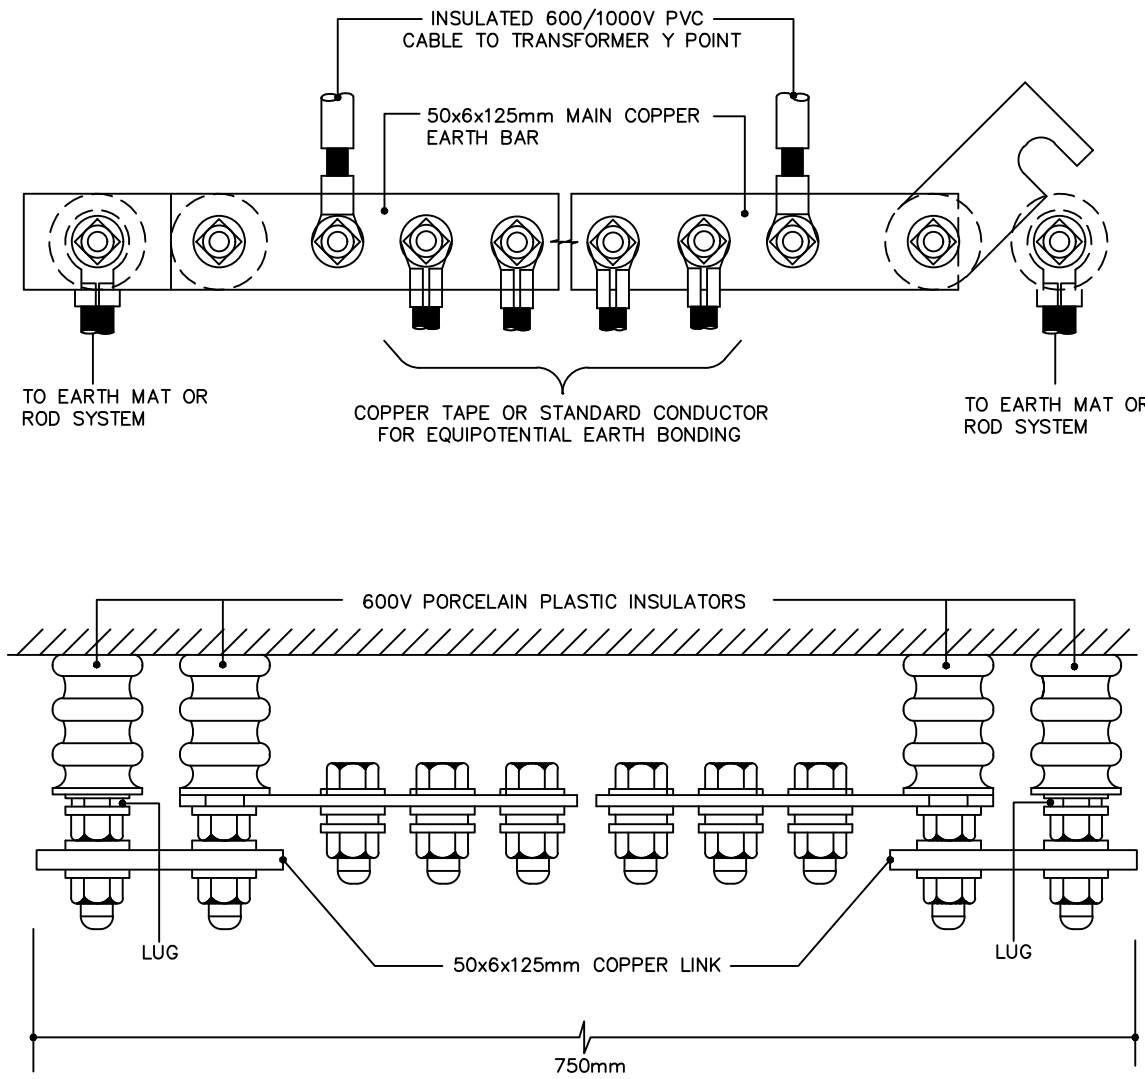 INSULATED 600/1000V PVC
CABLE TO TRANSFORMER Y POINT
50x6x125mm MAIN COPPER
EARTH BAR
TO EARTH MAT OR
ROD SYSTEM
COPPER TAPE OR STANDARD CONDUCTOR
FOR EQUIPOTENTIAL EARTH BONDING
TO EARTH MAT OR
ROD SYSTEM
600V PORCELAIN PLASTIC INSULATORS
LUG
LUG
50x6x125mm COPPER LINK
750mm